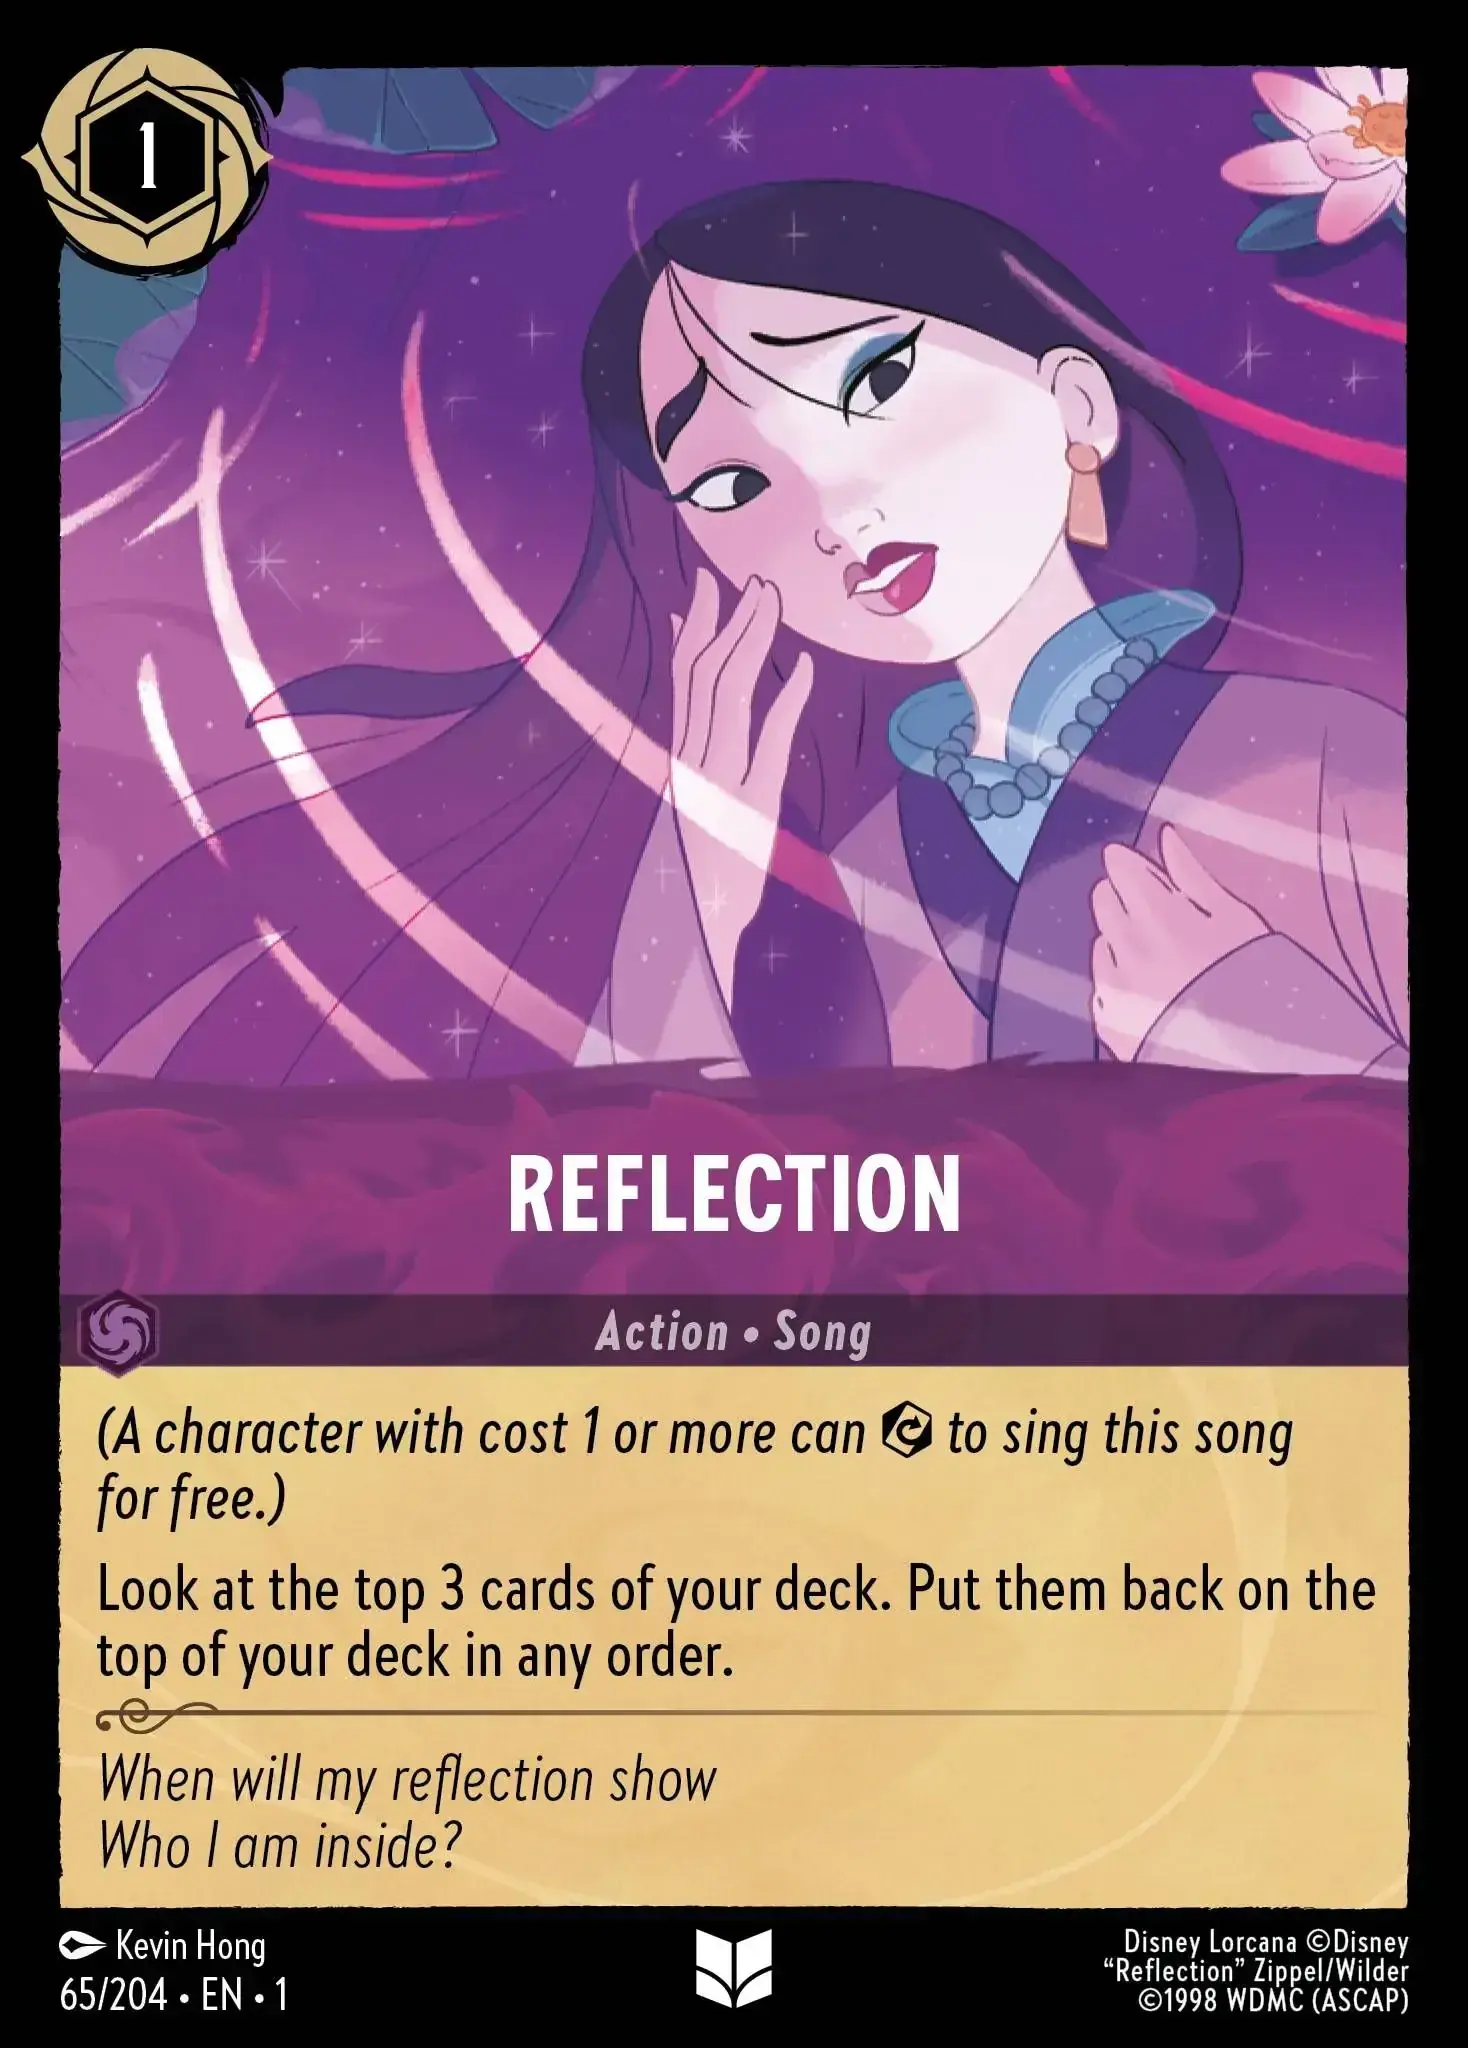 1
REFLECTION
Action • Song
(A character with cost 1 or more can to sing this song
for free.)
Look at the top 3 cards of your deck. Put them back on the
top of your deck in any order.
When will my reflection show
Who I am inside?
Kevin Hong
65/204 • EN • 1
Disney Lorcana ©Disney
“Reflection” Zippel/Wilder
©1998 WDMC (ASCAP)